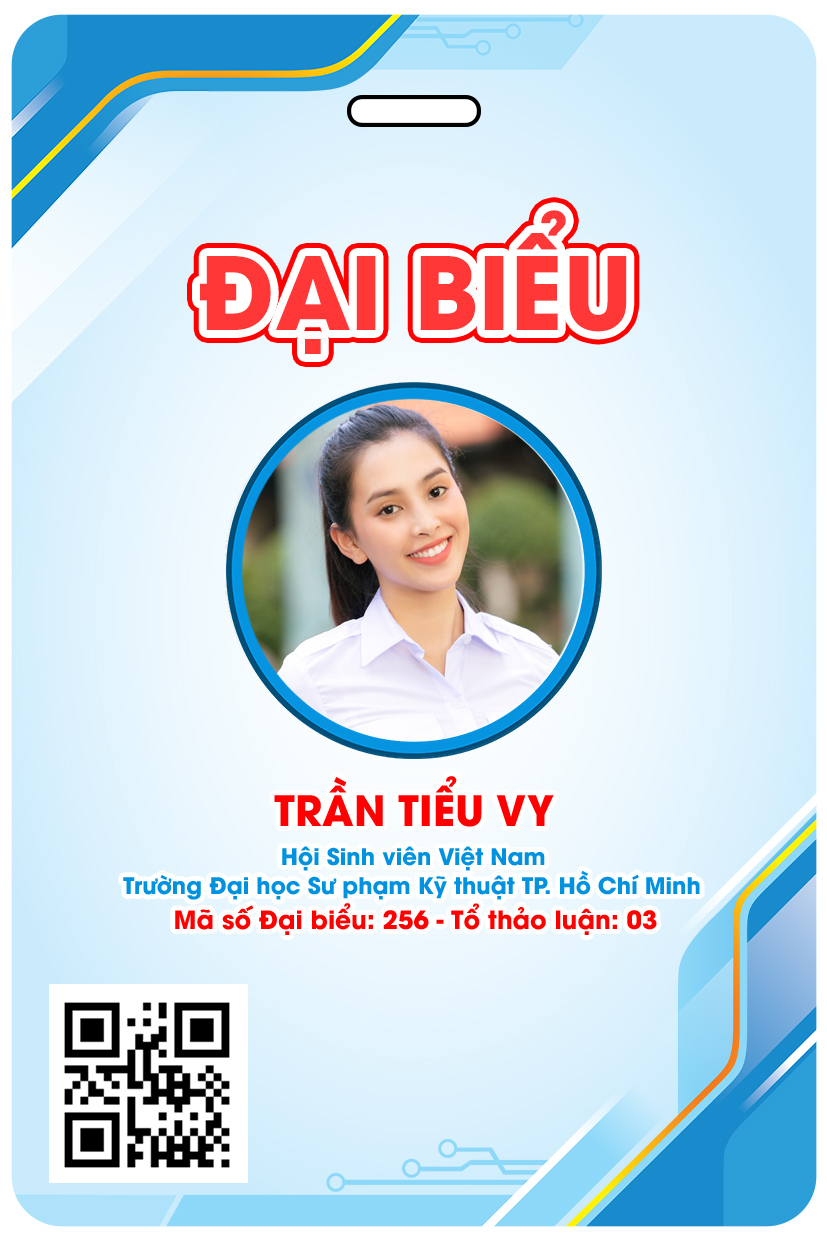 ĐẠI BIỂU
TRẦN TIỂU VY
Hội Sinh viên Việt Nam
Trường Đại học Sư phạm Kỹ thuật TP. Hồ Chí Minh
Mã số Đại biểu: 256 - Tổ thảo luận: 03